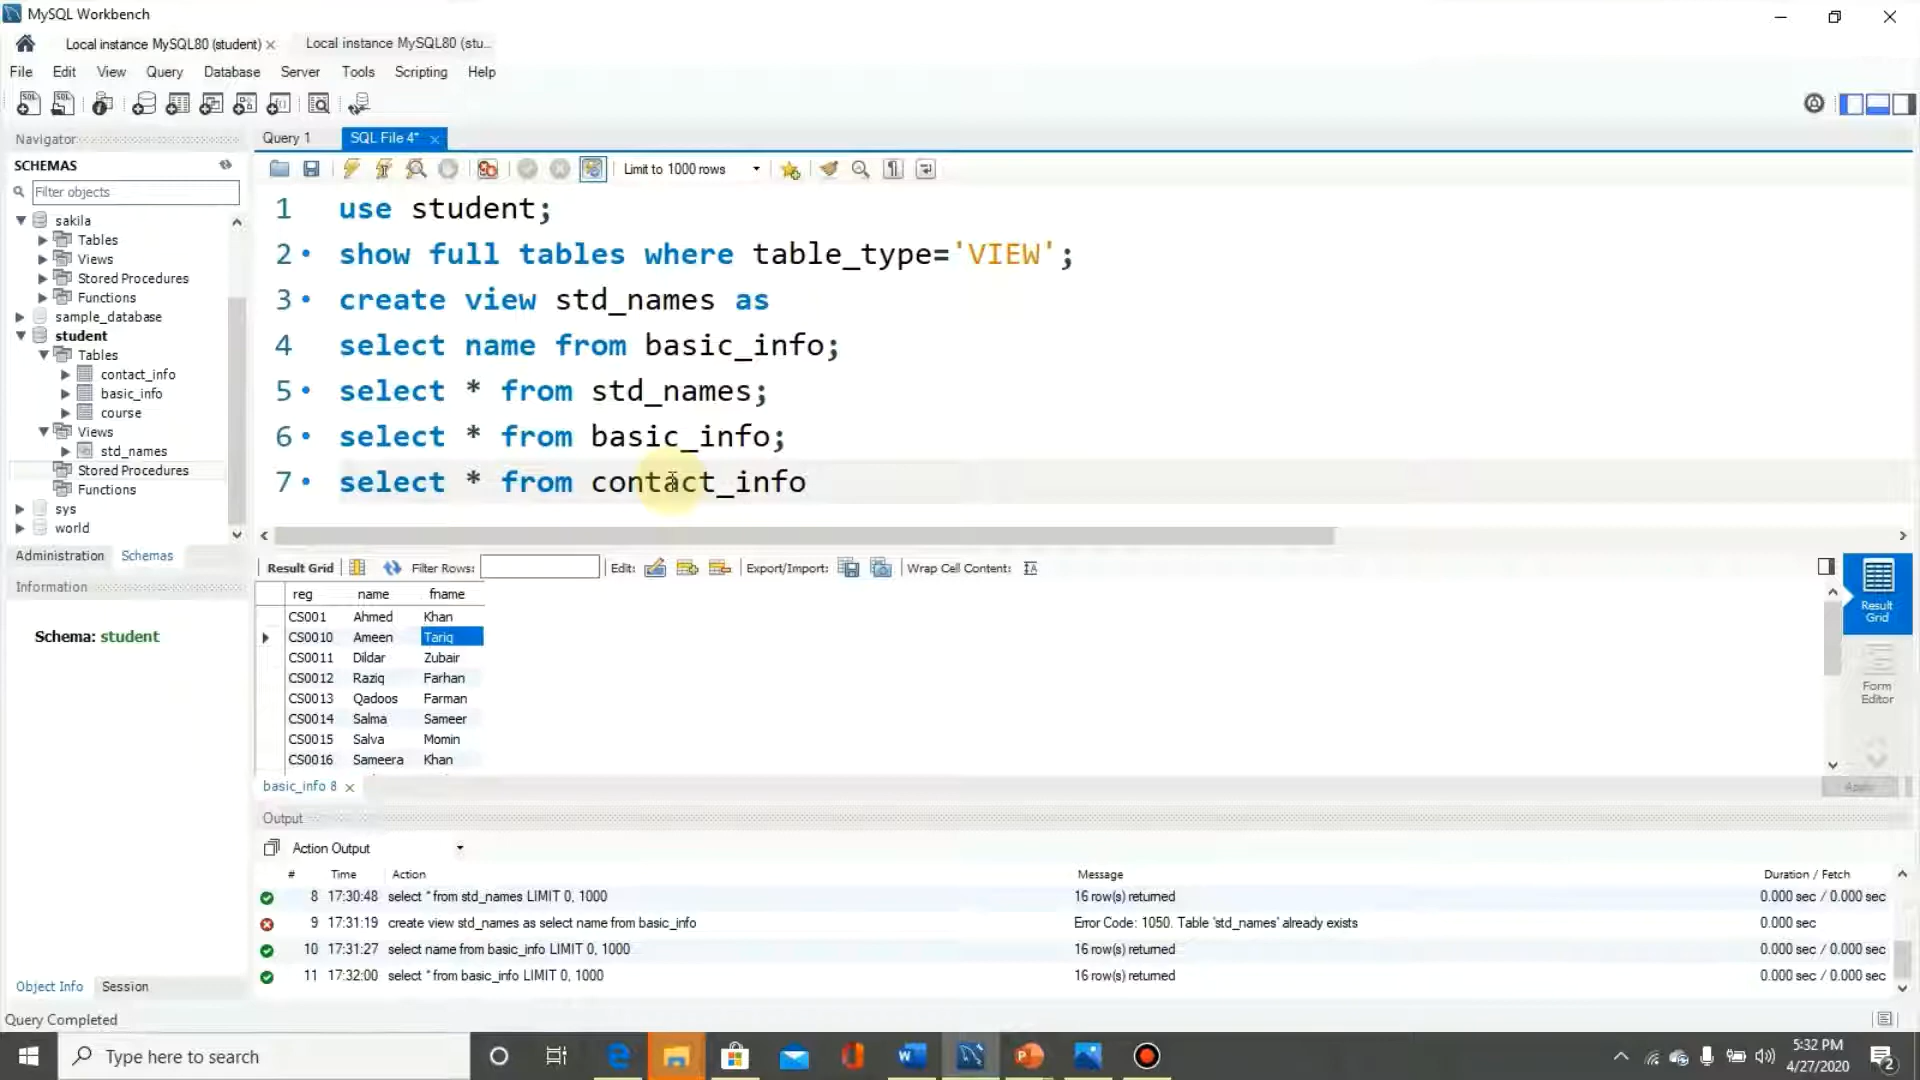 MySQL Workbench
Local instance MySQL80 (student)
Local instance MySQL80 (stu...
File Edit View Query Database Server Tools Scripting Help
Navigator
Query 1
SQL File 4*
SCHEMAS
Limit to 1000 rows
Filter objects
sakila
Tables
Views
Stored Procedures
Functions
sample_database
student
Tables
contact_info
basic_info
course
Views
std_names
Stored Procedures
Functions
sys
world
1 use student;
2 show full tables where table_type='VIEW';
3 create view std_names as
4 select name from basic_info;
5 select * from std_names;
6 select * from basic_info;
7 select * from contact_info
Administration Schemas
Information
Schema: student
Result Grid Filter Rows: Edit: Export/Import: Wrap Cell Content:
reg name fname
CS001 Ahmed Khan
CS0010 Ameen Tariq
CS0011 Dildar Zubair
CS0012 Raziq Farhan
CS0013 Qadoos Farman
CS0014 Salma Sameer
CS0015 Salva Momin
CS0016 Sameera Khan
Result
Grid
Form
Editor
basic_info 8
Apply
Output
Action Output
# Time Action Message Duration / Fetch
8 17:30:48 select * from std_names LIMIT 0, 1000 16 row(s) returned 0.000 sec / 0.000 sec
9 17:31:19 create view std_names as select name from basic_info Error Code: 1050. Table 'std_names' already exists 0.000 sec
10 17:31:27 select name from basic_info LIMIT 0, 1000 16 row(s) returned 0.000 sec / 0.000 sec
11 17:32:00 select * from basic_info LIMIT 0, 1000 16 row(s) returned 0.000 sec / 0.000 sec
Object Info Session
Query Completed
Type here to search
5:32 PM
4/27/2020
2